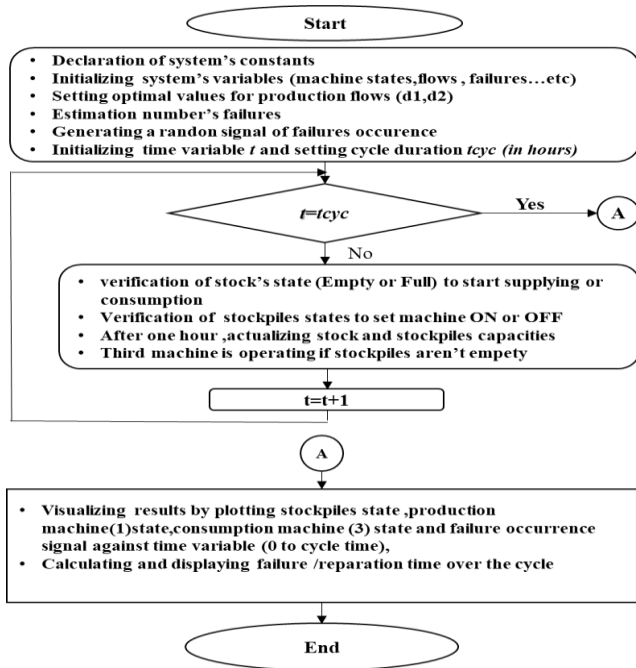 Start
• Declaration of system's constants
• Initializing system's variables (machine states,flows , failures…etc)
• Setting optimal values for production flows (d1,d2)
• Estimation number's failures
• Generating a randon signal of failures occurence
• Initializing time variable t and setting cycle duration tcyc (in hours)
t=tcyc
Yes
A
No
• verification of stock's state (Empty or Full) to start supplying or
consumption
• Verification of stockpiles states to set machine ON or OFF
• After one hour ,actualizing stock and stockpiles capacities
• Third machine is operating if stockpiles aren't empety
t=t+1
A
• Visualizing results by plotting stockpiles state ,production
machine(1)state,consumption machine (3) state and failure occurrence
signal against time variable (0 to cycle time),
• Calculating and displaying failure /reparation time over the cycle
End